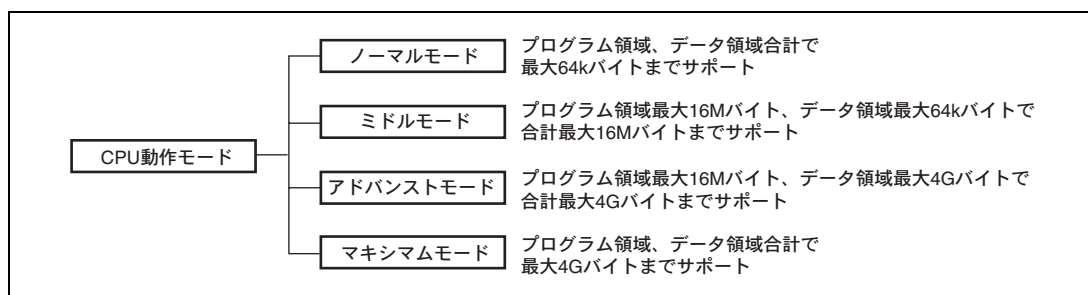 ノーマルモード
プログラム領域、データ領域合計で
最大64kバイトまでサポート
ミドルモード
プログラム領域最大16Mバイト、データ領域最大64kバイトで
合計最大16Mバイトまでサポート
CPU動作モード
アドバンストモード
プログラム領域最大16Mバイト、データ領域最大4Gバイトで
合計最大4Gバイトまでサポート
マキシマムモード
プログラム領域、データ領域合計で
最大4Gバイトまでサポート